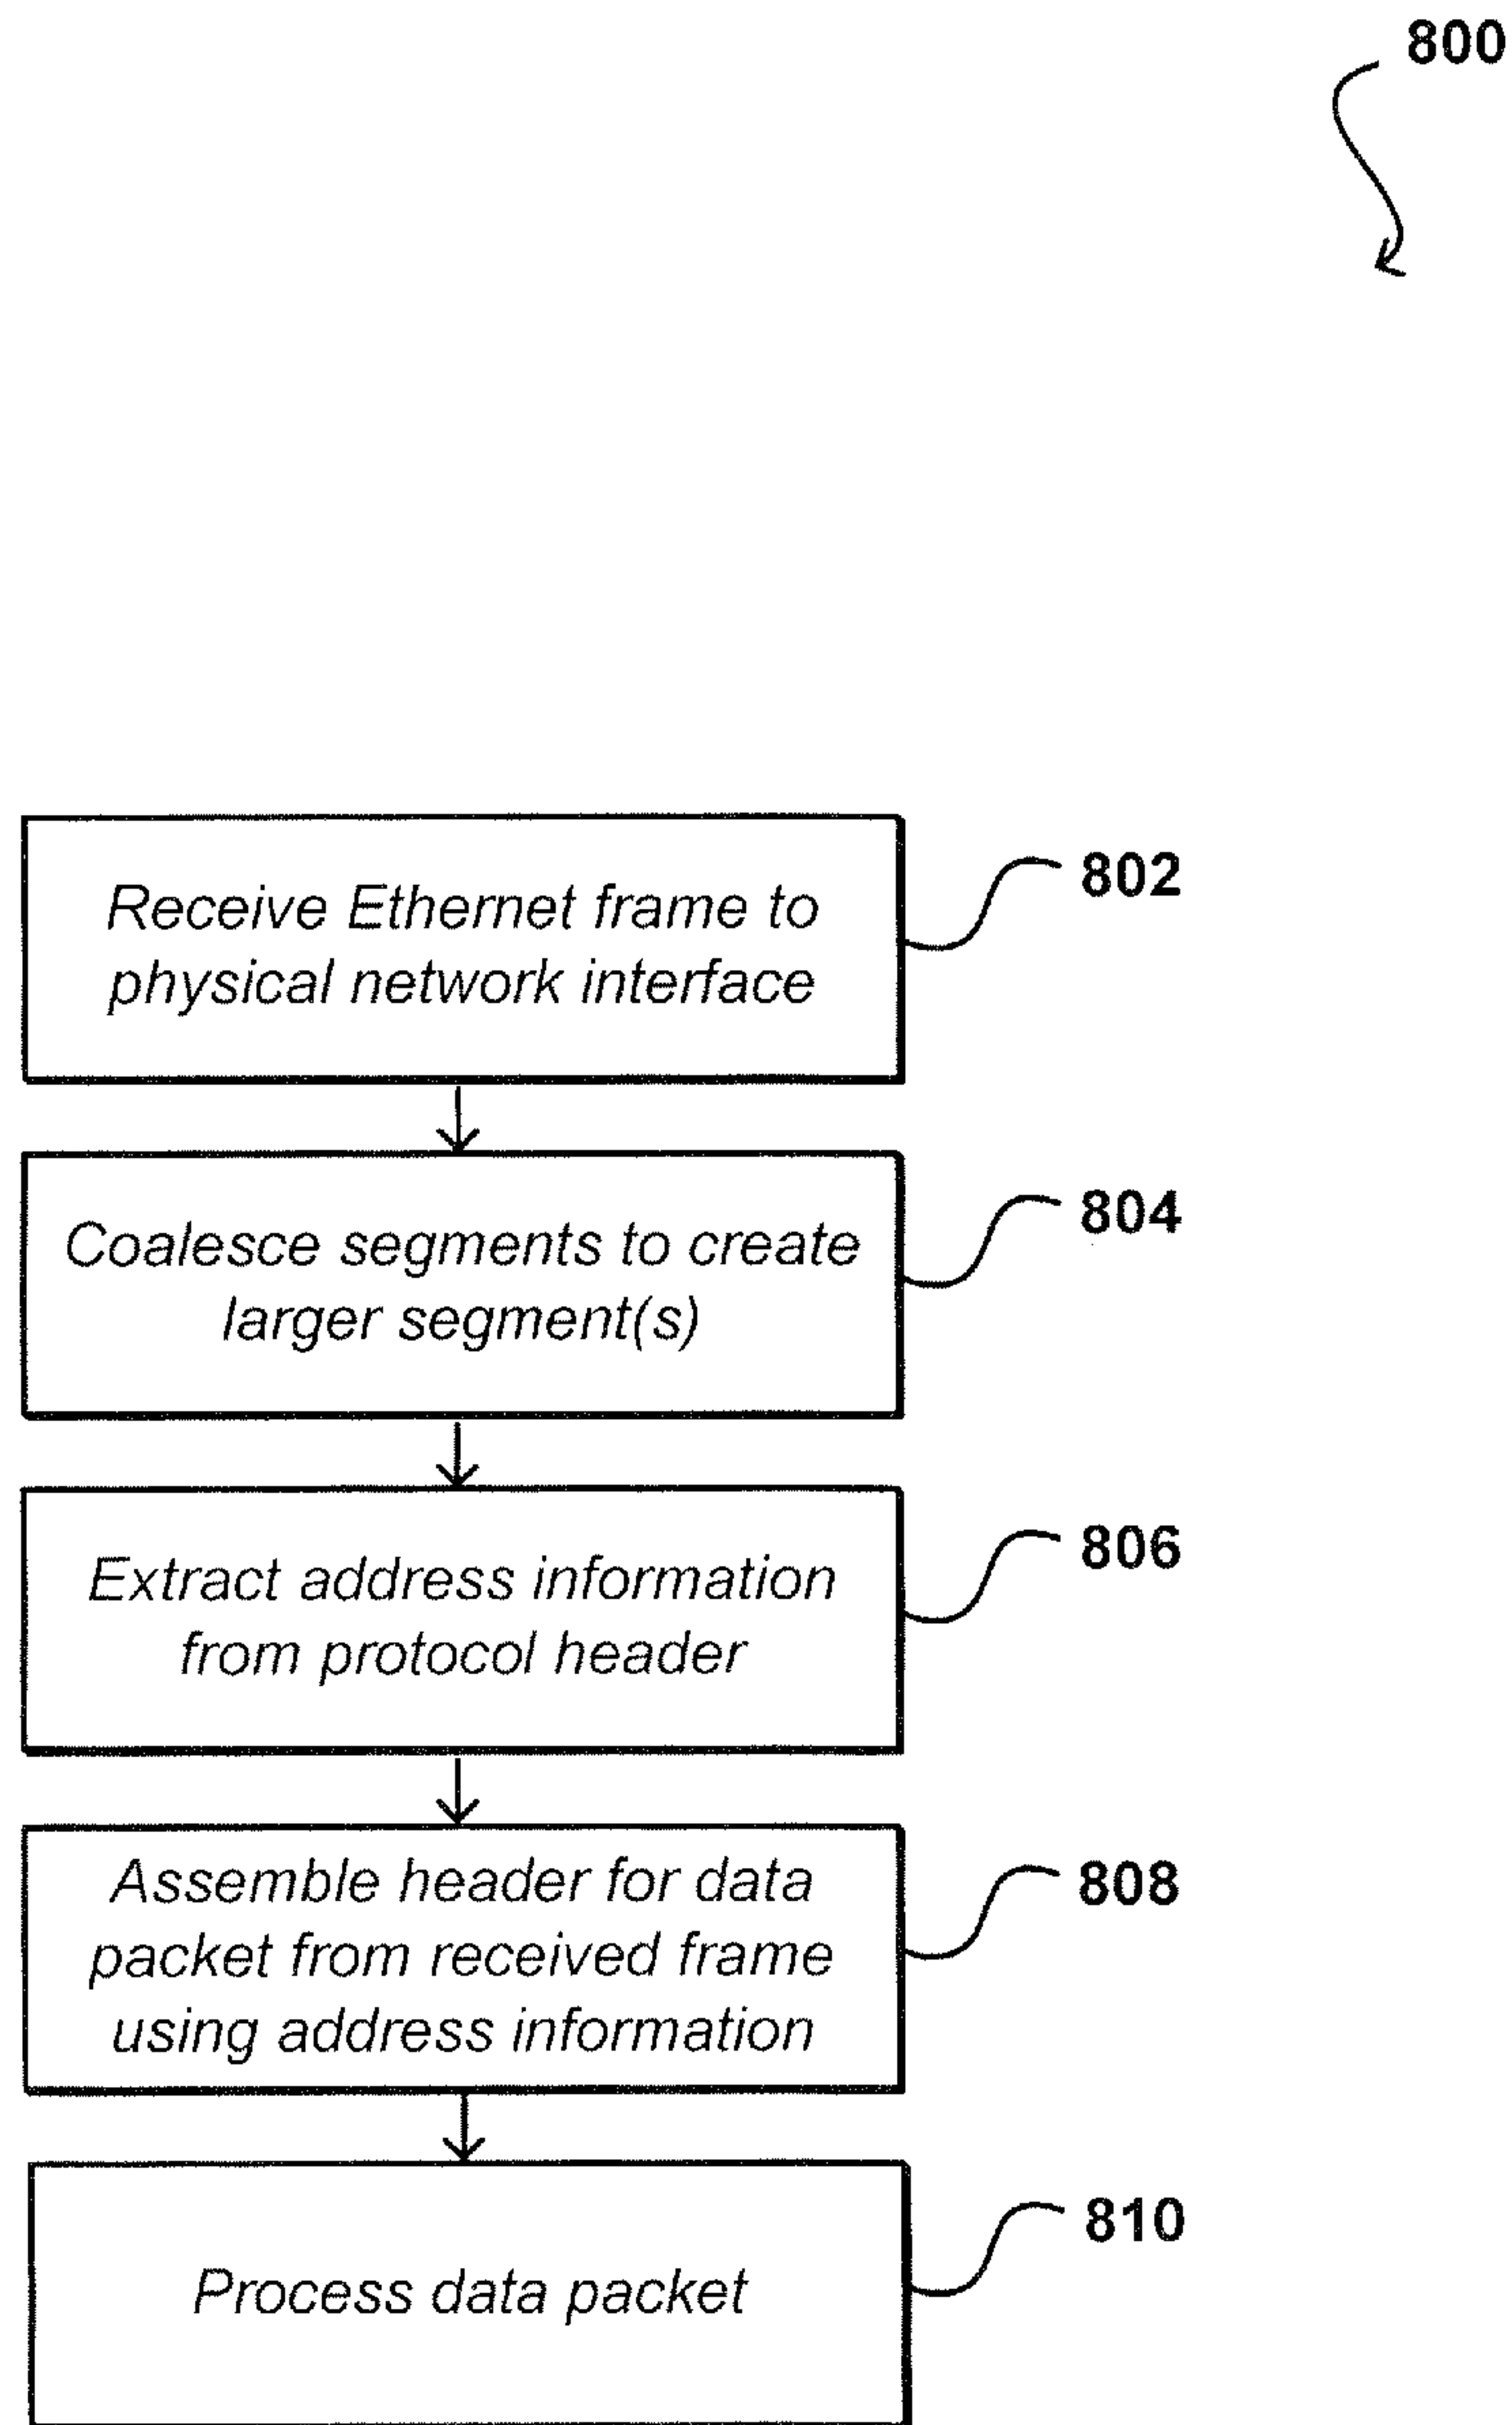 800
Receive Ethernet frame to
physical network interface
802
Coalesce segments to create
larger segment(s)
804
Extract address information
from protocol header
806
Assemble header for data
packet from received frame
using address information
808
Process data packet
810